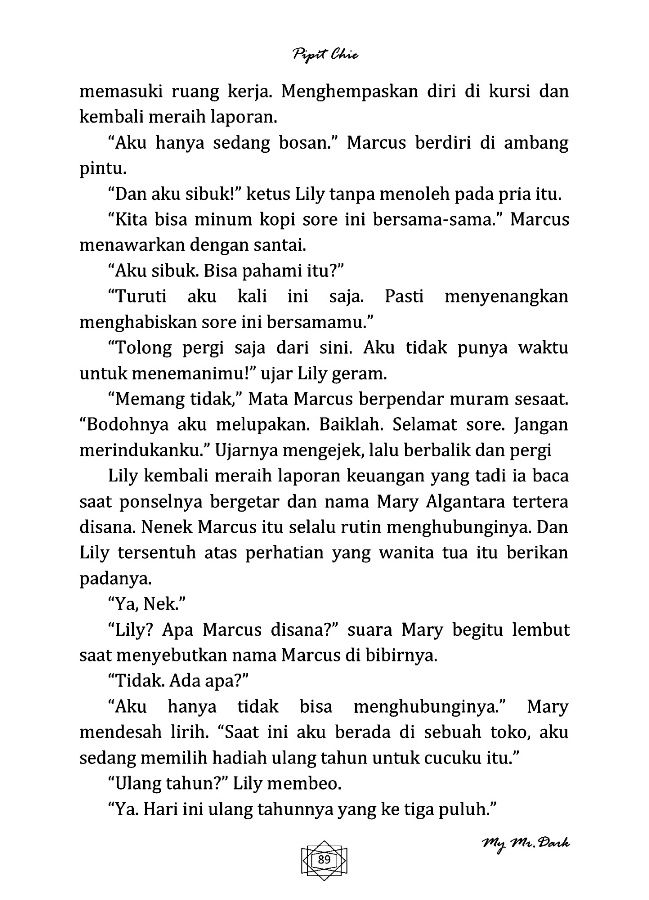 Pipit Chie
memasuki ruang kerja. Menghempaskan diri di kursi dan
kembali meraih laporan.
“Aku hanya sedang bosan.” Marcus berdiri di ambang
pintu.
“Dan aku sibuk!” ketus Lily tanpa menoleh pada pria itu.
“Kita bisa minum kopi sore ini bersama-sama.” Marcus
menawarkan dengan santai.
“Aku sibuk. Bisa pahami itu?”
“Turuti aku kali ini saja. Pasti menyenangkan
menghabiskan sore ini bersamamu.”
“Tolong pergi saja dari sini. Aku tidak punya waktu
untuk menemanimu!” ujar Lily geram.
“Memang tidak,” Mata Marcus berpendar muram sesaat.
“Bodohnya aku melupakan. Baiklah. Selamat sore. Jangan
merindukanku.” Ujarnya mengejek, lalu berbalik dan pergi
Lily kembali meraih laporan keuangan yang tadi ia baca
saat ponselnya bergetar dan nama Mary Algantara tertera
disana. Nenek Marcus itu selalu rutin menghubunginya. Dan
Lily tersentuh atas perhatian yang wanita tua itu berikan
padanya.
“Ya, Nek.”
“Lily? Apa Marcus disana?” suara Mary begitu lembut
saat menyebutkan nama Marcus di bibirnya.
“Tidak. Ada apa?”
“Aku hanya tidak bisa menghubunginya.” Mary
mendesah lirih. “Saat ini aku berada di sebuah toko, aku
sedang memilih hadiah ulang tahun untuk cucuku itu.”
“Ulang tahun?” Lily membeo.
“Ya. Hari ini ulang tahunnya yang ke tiga puluh.”
My Mr. Dark
89